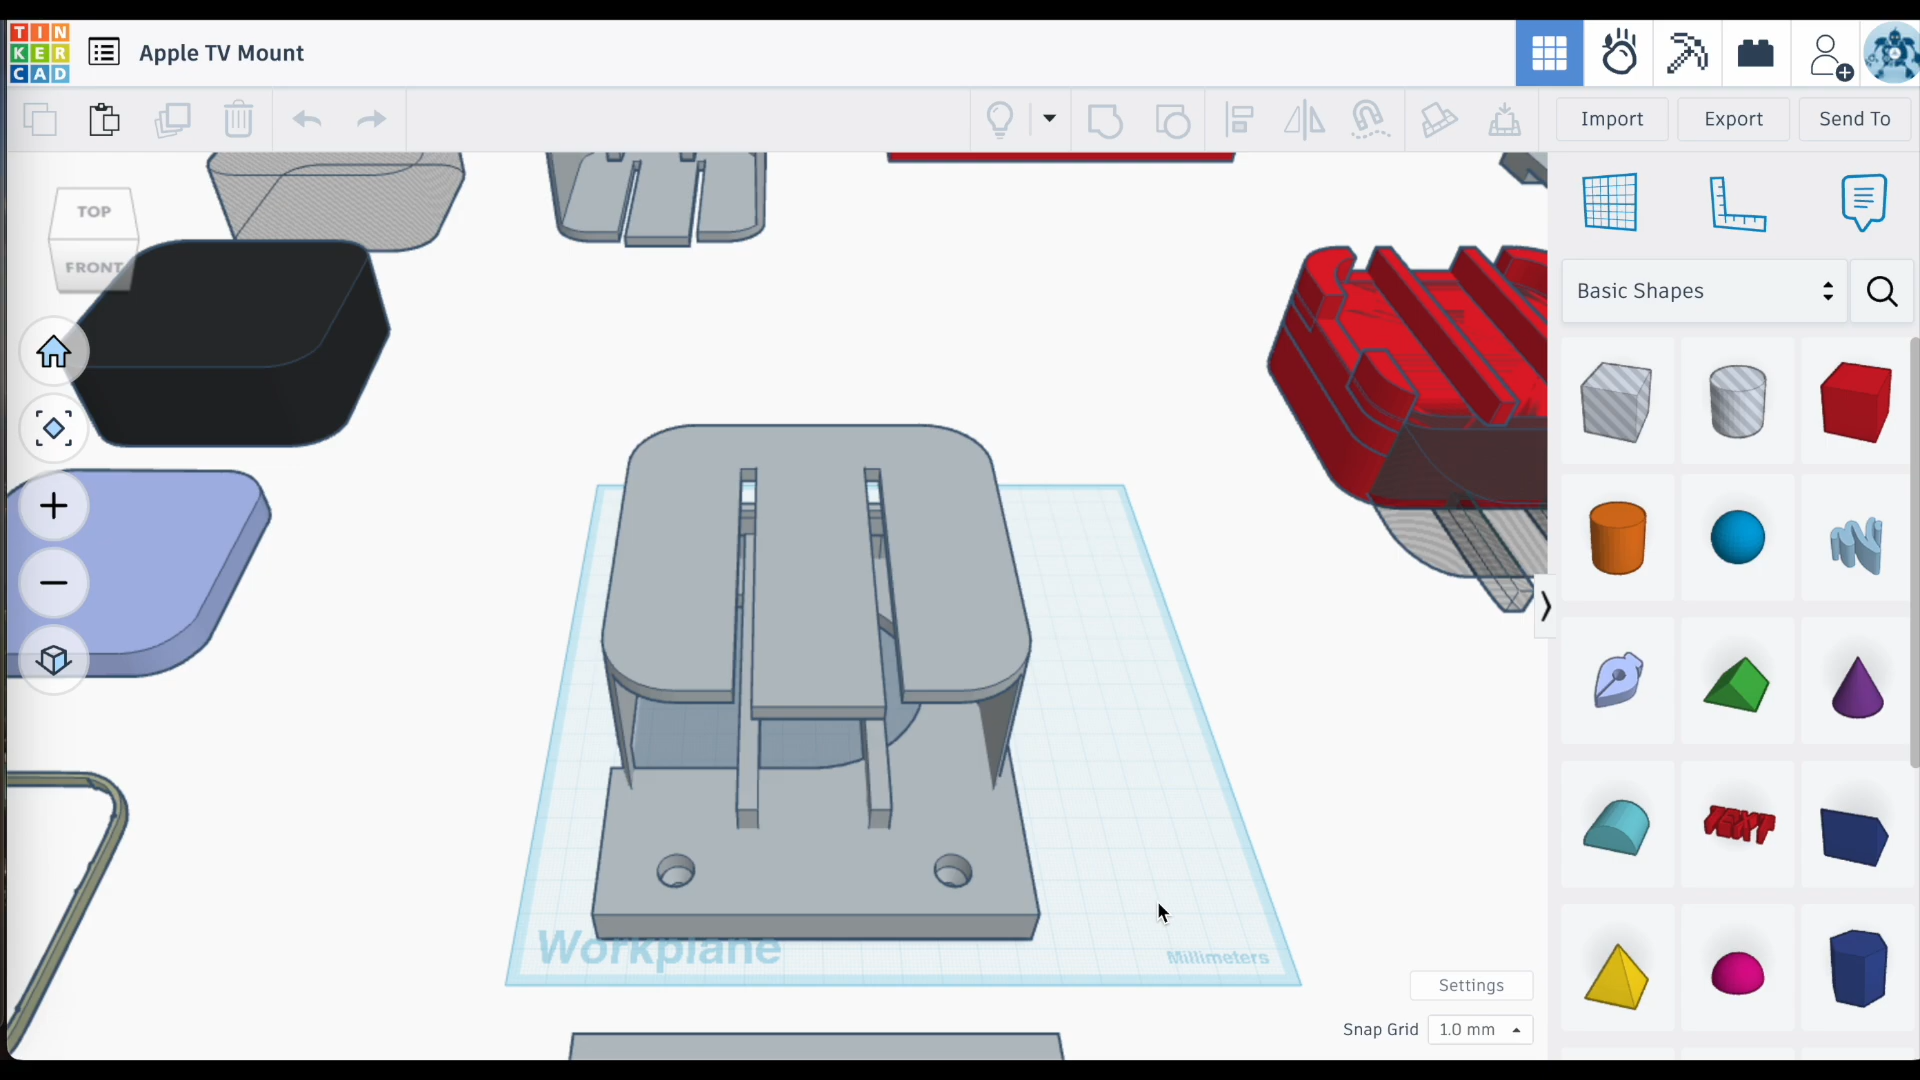 TIN
KER
CAD
Apple TV Mount
Import
Export
Send To
TOP
FRONT
Basic Shapes
TEXT
Workplane
Millimeters
Settings
Snap Grid
1.0 mm